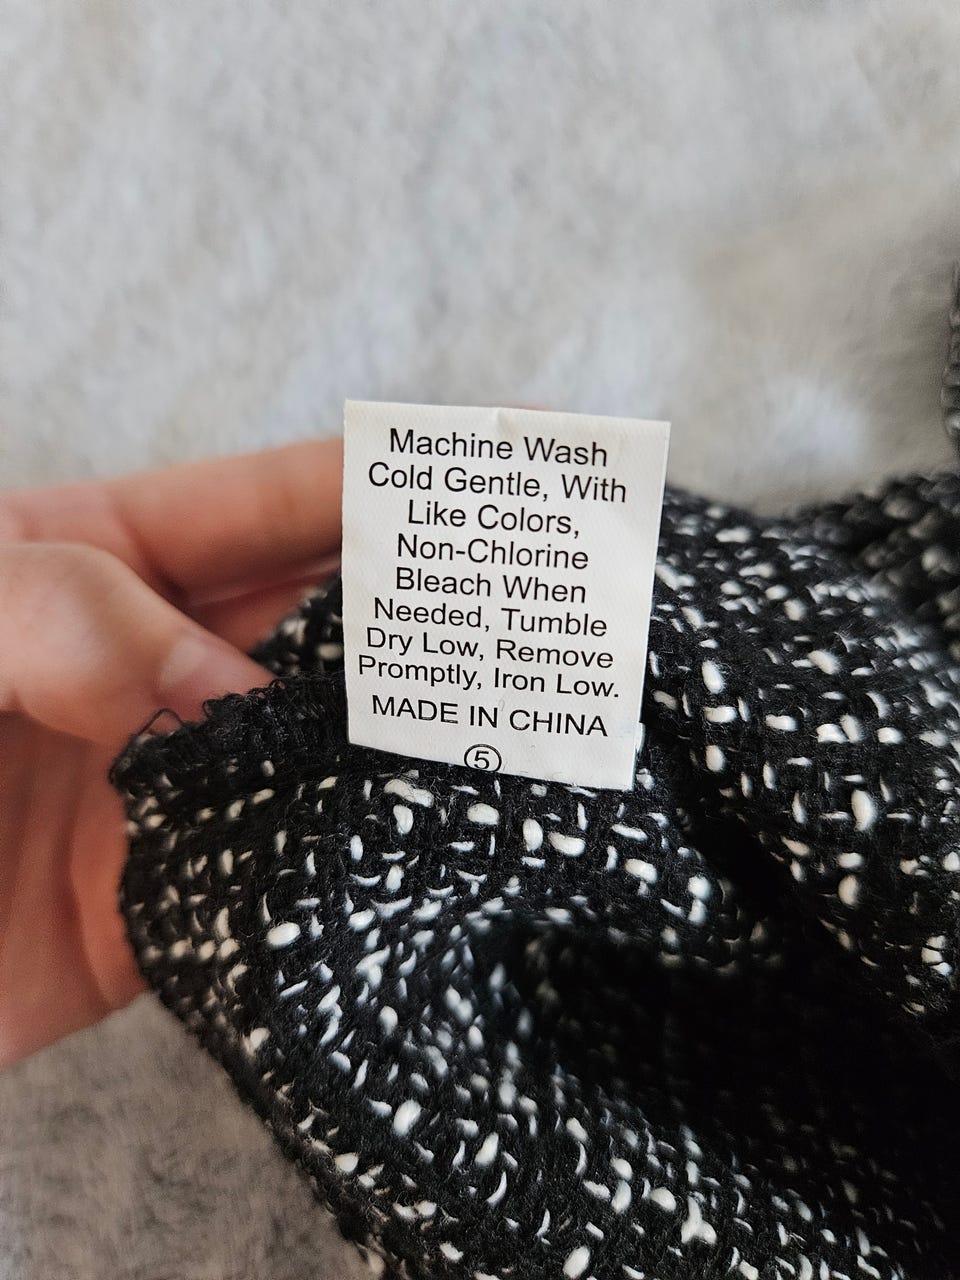 Machine Wash
Cold Gentle, With
Like Colors,
Non-Chlorine
Bleach When
Needed, Tumble
Dry Low, Remove
Promptly, Iron Low.
MADE IN CHINA
⑤